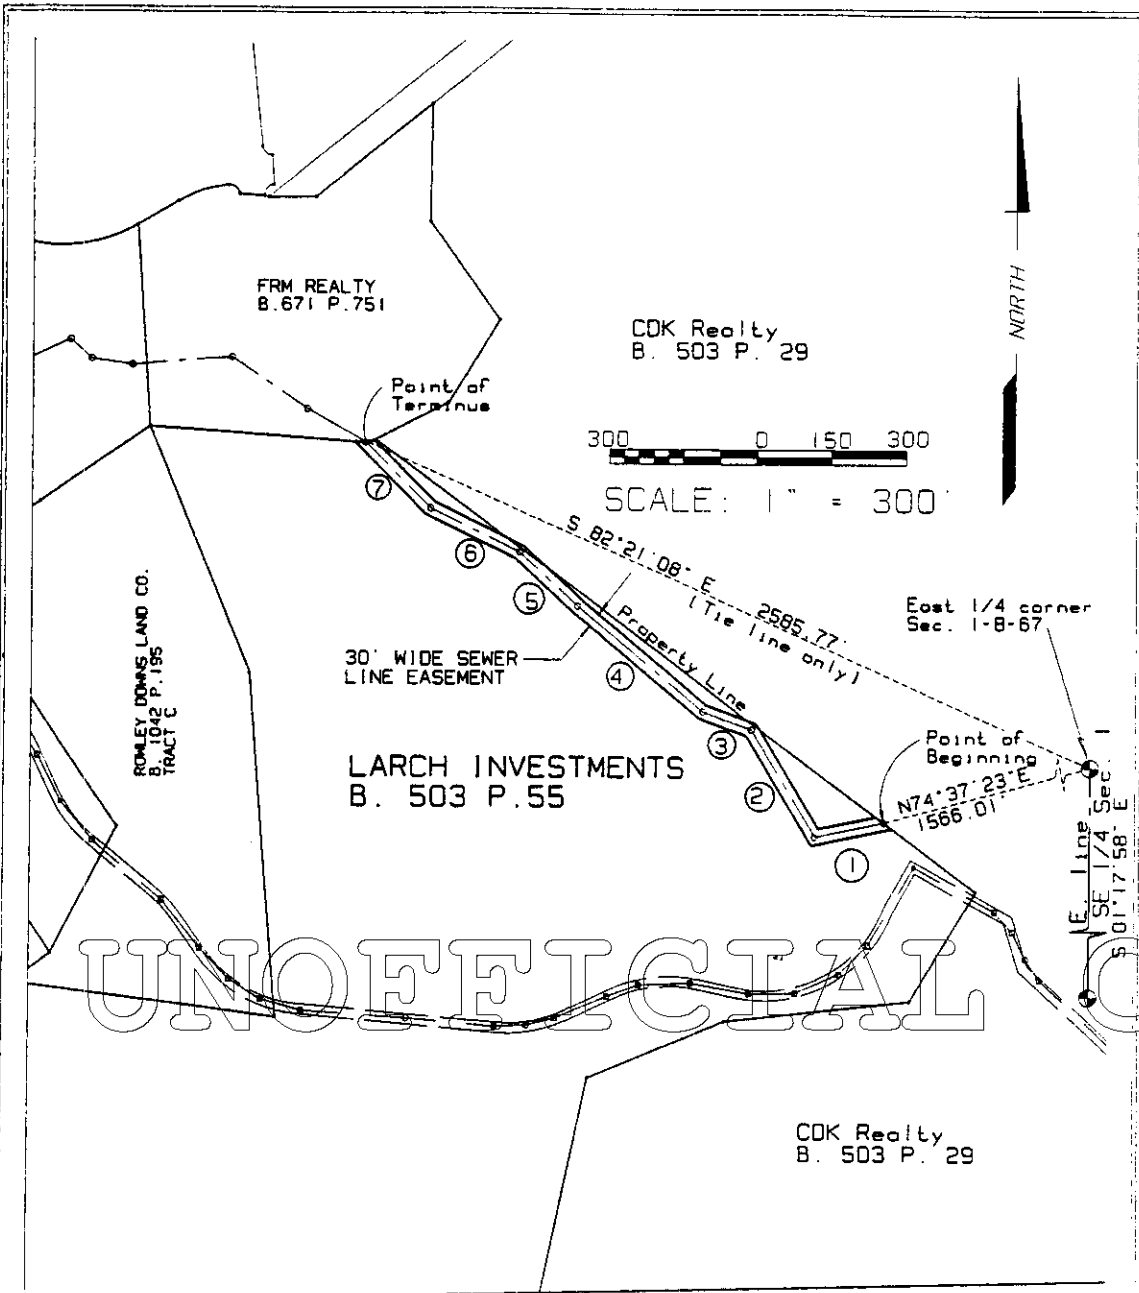 FRM REALTY
B.671 P.751
CDK Realty
B. 503 P. 29
NORTH
Point of
Terminus
300 0 150 300
SCALE: 1" = 300'
7
6
5
4
3
2
1
S 82°21'08" E 2585.77'
(Tie line only)
East 1/4 corner
Sec. 1-8-67
Property Line
30' WIDE SEWER
LINE EASEMENT
ROWLEY DOWNS LAND CO.
B. 1042 P.195
TRACT C
LARCH INVESTMENTS
B. 503 P.55
Point of
Beginning
N74°37'23"E
1566.01'
E. line
SE 1/4 Sec. 1
S 01°17'58" E
UNOFFICIAL C
CDK Realty
B. 503 P. 29